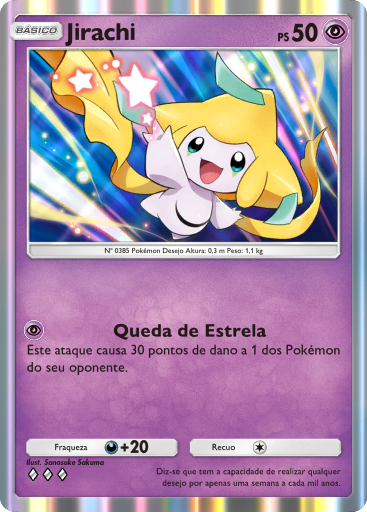 BÁSICO Jirachi PS 50
Nº 0385 Pokémon Desejo Altura: 0,3 m Peso: 1,1 kg
Queda de Estrela
Este ataque causa 30 pontos de dano a 1 dos Pokémon
do seu oponente.
Fraqueza +20 Recuo
Ilust. Sanosuke Sakuma
Diz-se que tem a capacidade de realizar qualquer
desejo por apenas uma semana a cada mil anos.